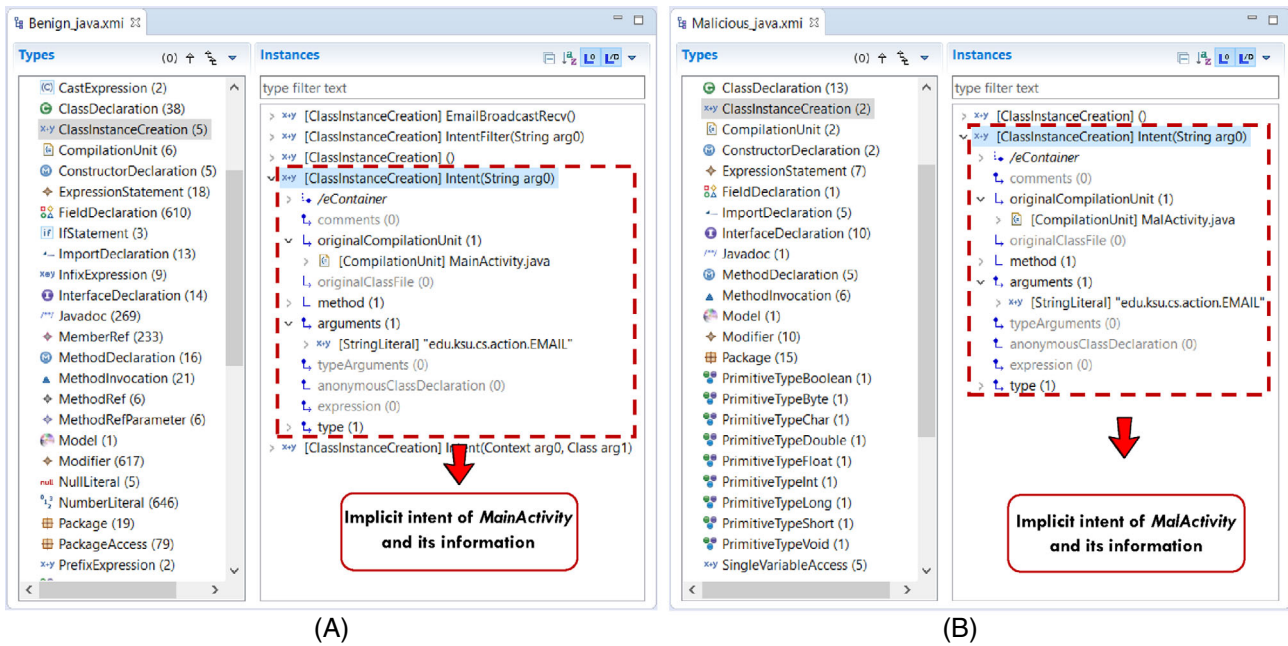 Benign_java.xmi
Types
(0)
CastExpression (2)
ClassDeclaration (38)
ClassInstanceCreation (5)
CompilationUnit (6)
ConstructorDeclaration (5)
ExpressionStatement (18)
FieldDeclaration (610)
IfStatement (3)
ImportDeclaration (13)
InfixExpression (9)
InterfaceDeclaration (14)
Javadoc (269)
MemberRef (233)
MethodDeclaration (16)
MethodInvocation (21)
MethodRef (6)
MethodRefParameter (6)
Model (1)
Modifier (617)
NullLiteral (5)
NumberLiteral (646)
Package (19)
PackageAccess (79)
PrefixExpression (2)
Instances
type filter text
[ClassInstanceCreation] EmailBroadcastRecv()
[ClassInstanceCreation] IntentFilter(String arg0)
[ClassInstanceCreation] ()
[ClassInstanceCreation] Intent(String arg0)
/eContainer
comments (0)
originalCompilationUnit (1)
[CompilationUnit] MainActivity.java
originalClassFile (0)
method (1)
arguments (1)
[StringLiteral] "edu.ksu.cs.action.EMAIL"
typeArguments (0)
anonymousClassDeclaration (0)
expression (0)
type (1)
[ClassInstanceCreation] Intent(Context arg0, Class arg1)
Implicit intent of MainActivity
and its information
(A)
Malicious_java.xmi
Types
(0)
ClassDeclaration (13)
ClassInstanceCreation (2)
CompilationUnit (2)
ConstructorDeclaration (2)
ExpressionStatement (7)
FieldDeclaration (1)
ImportDeclaration (5)
InterfaceDeclaration (10)
Javadoc (1)
MethodDeclaration (5)
MethodInvocation (6)
Model (1)
Modifier (10)
Package (15)
PrimitiveTypeBoolean (1)
PrimitiveTypeByte (1)
PrimitiveTypeChar (1)
PrimitiveTypeDouble (1)
PrimitiveTypeFloat (1)
PrimitiveTypeInt (1)
PrimitiveTypeLong (1)
PrimitiveTypeShort (1)
PrimitiveTypeVoid (1)
SingleVariableAccess (5)
Instances
type filter text
[ClassInstanceCreation] ()
[ClassInstanceCreation] Intent(String arg0)
/eContainer
comments (0)
originalCompilationUnit (1)
[CompilationUnit] MalActivity.java
originalClassFile (0)
method (1)
arguments (1)
[StringLiteral] "edu.ksu.cs.action.EMAIL"
typeArguments (0)
anonymousClassDeclaration (0)
expression (0)
type (1)
Implicit intent of MalActivity
and its information
(B)